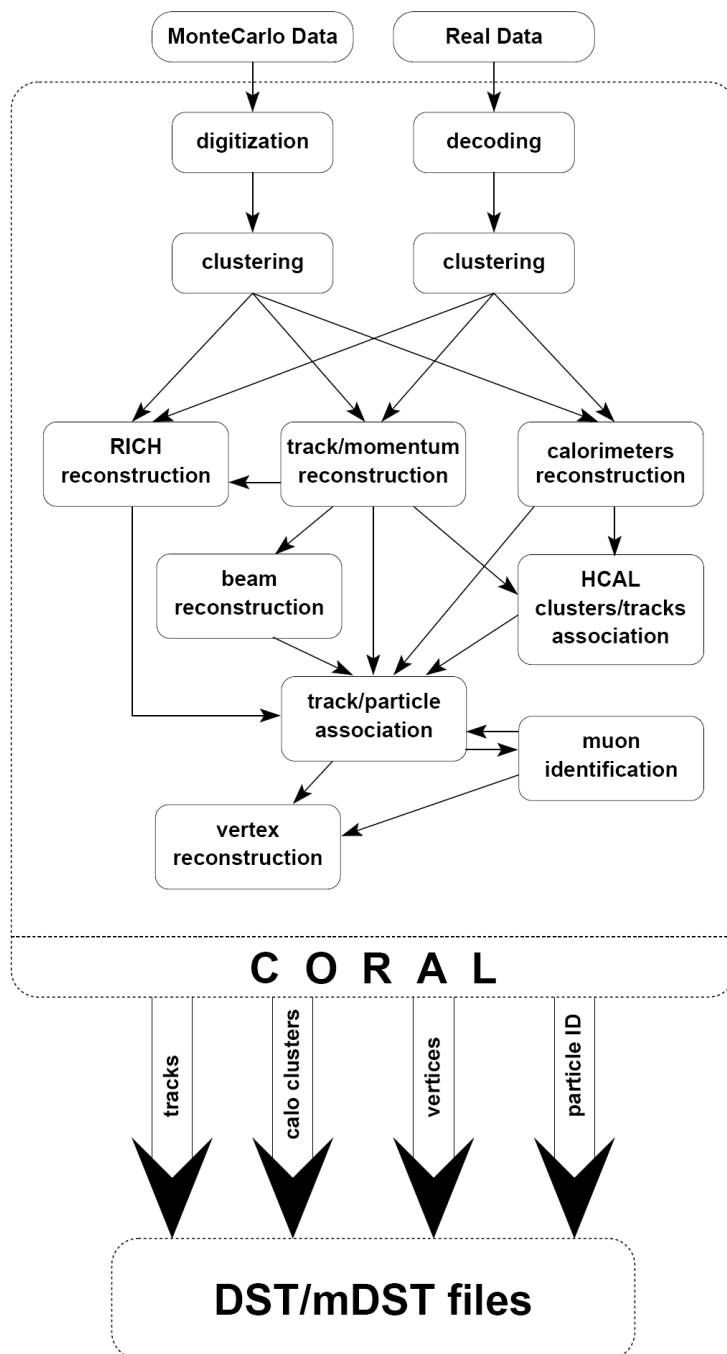 MonteCarlo Data
Real Data
digitization
decoding
clustering
clustering
RICH
reconstruction
track/momentum
reconstruction
calorimeters
reconstruction
beam
reconstruction
HCAL
clusters/tracks
association
track/particle
association
muon
identification
vertex
reconstruction
C O R A L
tracks
calo clusters
vertices
particle ID
DST/mDST files